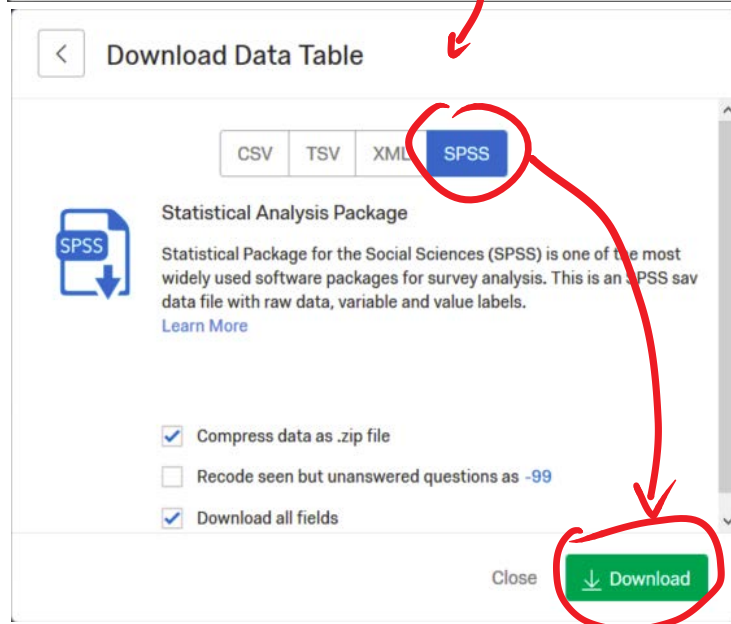 Download Data Table
CSV TSV XML SPSS
SPSS
Statistical Analysis Package
Statistical Package for the Social Sciences (SPSS) is one of the most
widely used software packages for survey analysis. This is an SPSS sav
data file with raw data, variable and value labels.
Learn More
Compress data as .zip file
Recode seen but unanswered questions as -99
Download all fields
Close Download